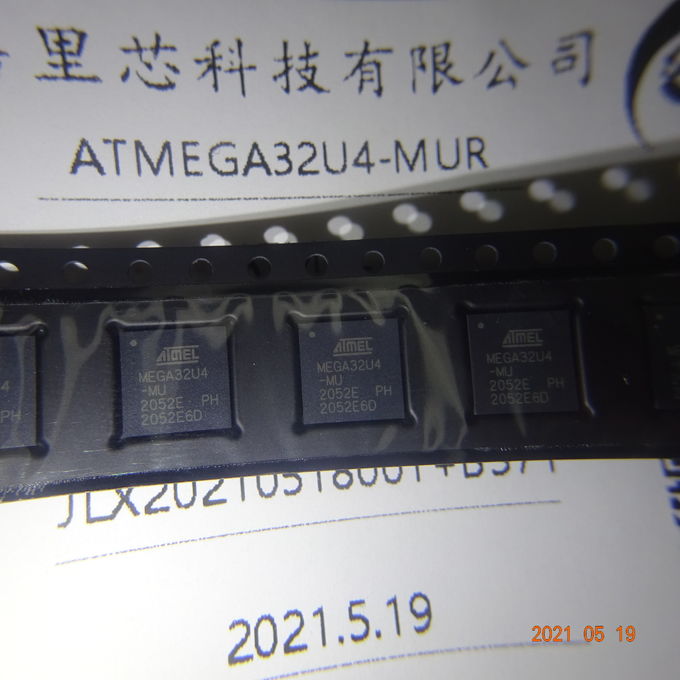 里芯科技有限公司
ATMEGA32U4-MUR
ATMEL
MEGA32U4
-MU
2052E PH
2052E6D
ATMEL
MEGA32U4
-MU
2052E PH
2052E6D
ATMEL
MEGA32U4
-MU
2052E PH
2052E6D
PH
2021.5.19
2021 05 19